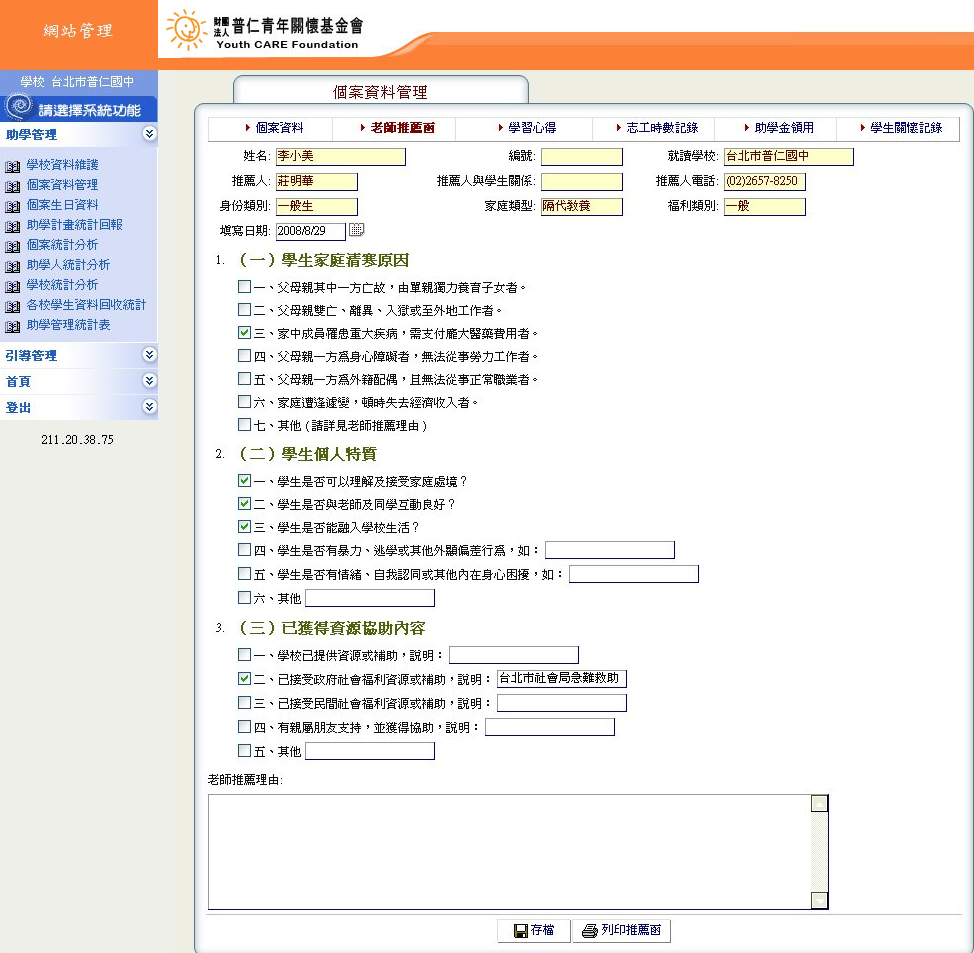 網站管理
財團法人 普仁青年關懷基金會
Youth CARE Foundation
學校 台北市普仁國中
請選擇系統功能
助學管理
學校資料維護
個案資料管理
個案生日資料
助學計畫統計回報
個案統計分析
助學人統計分析
學校統計分析
各校學生資料回收統計
助學管理統計表
引導管理
首頁
登出
211.20.38.75
個案資料管理
個案資料 老師推薦函 學習心得 志工時數記錄 助學金領用 學生關懷記錄
姓名: 李小美 編號: 就讀學校: 台北市普仁國中
推薦人: 莊明華 推薦人與學生關係: 推薦人電話: (02)2657-8250
身份類別: 一般生 家庭類型: 隔代教養 福利類別: 一般
填寫日期: 2008/8/29
1. （一）學生家庭清寒原因
一、父母親其中一方亡故，由單親獨力養育子女者。
二、父母親雙亡、離異、入獄或至外地工作者。
三、家中成員罹患重大疾病，需支付龐大醫藥費用者。
四、父母親一方為身心障礙者，無法從事勞力工作者。
五、父母親一方為外籍配偶，且無法從事正常職業者。
六、家庭遭逢遽變，頓時失去經濟收入者。
七、其他 ( 請詳見老師推薦理由 )
2. （二）學生個人特質
一、學生是否可以理解及接受家庭處境？
二、學生是否與老師及同學互動良好？
三、學生是否能融入學校生活？
四、學生是否有暴力、逃學或其他外顯偏差行為，如：
五、學生是否有情緒、自我認同或其他內在身心困擾，如：
六、其他
3. （三）已獲得資源協助內容
一、學校已提供資源或補助，說明：
二、已接受政府社會福利資源或補助，說明： 台北市社會局急難救助
三、已接受民間社會福利資源或補助，說明：
四、有親屬朋友支持，並獲得協助，說明：
五、其他
老師推薦理由:
存檔 列印推薦函